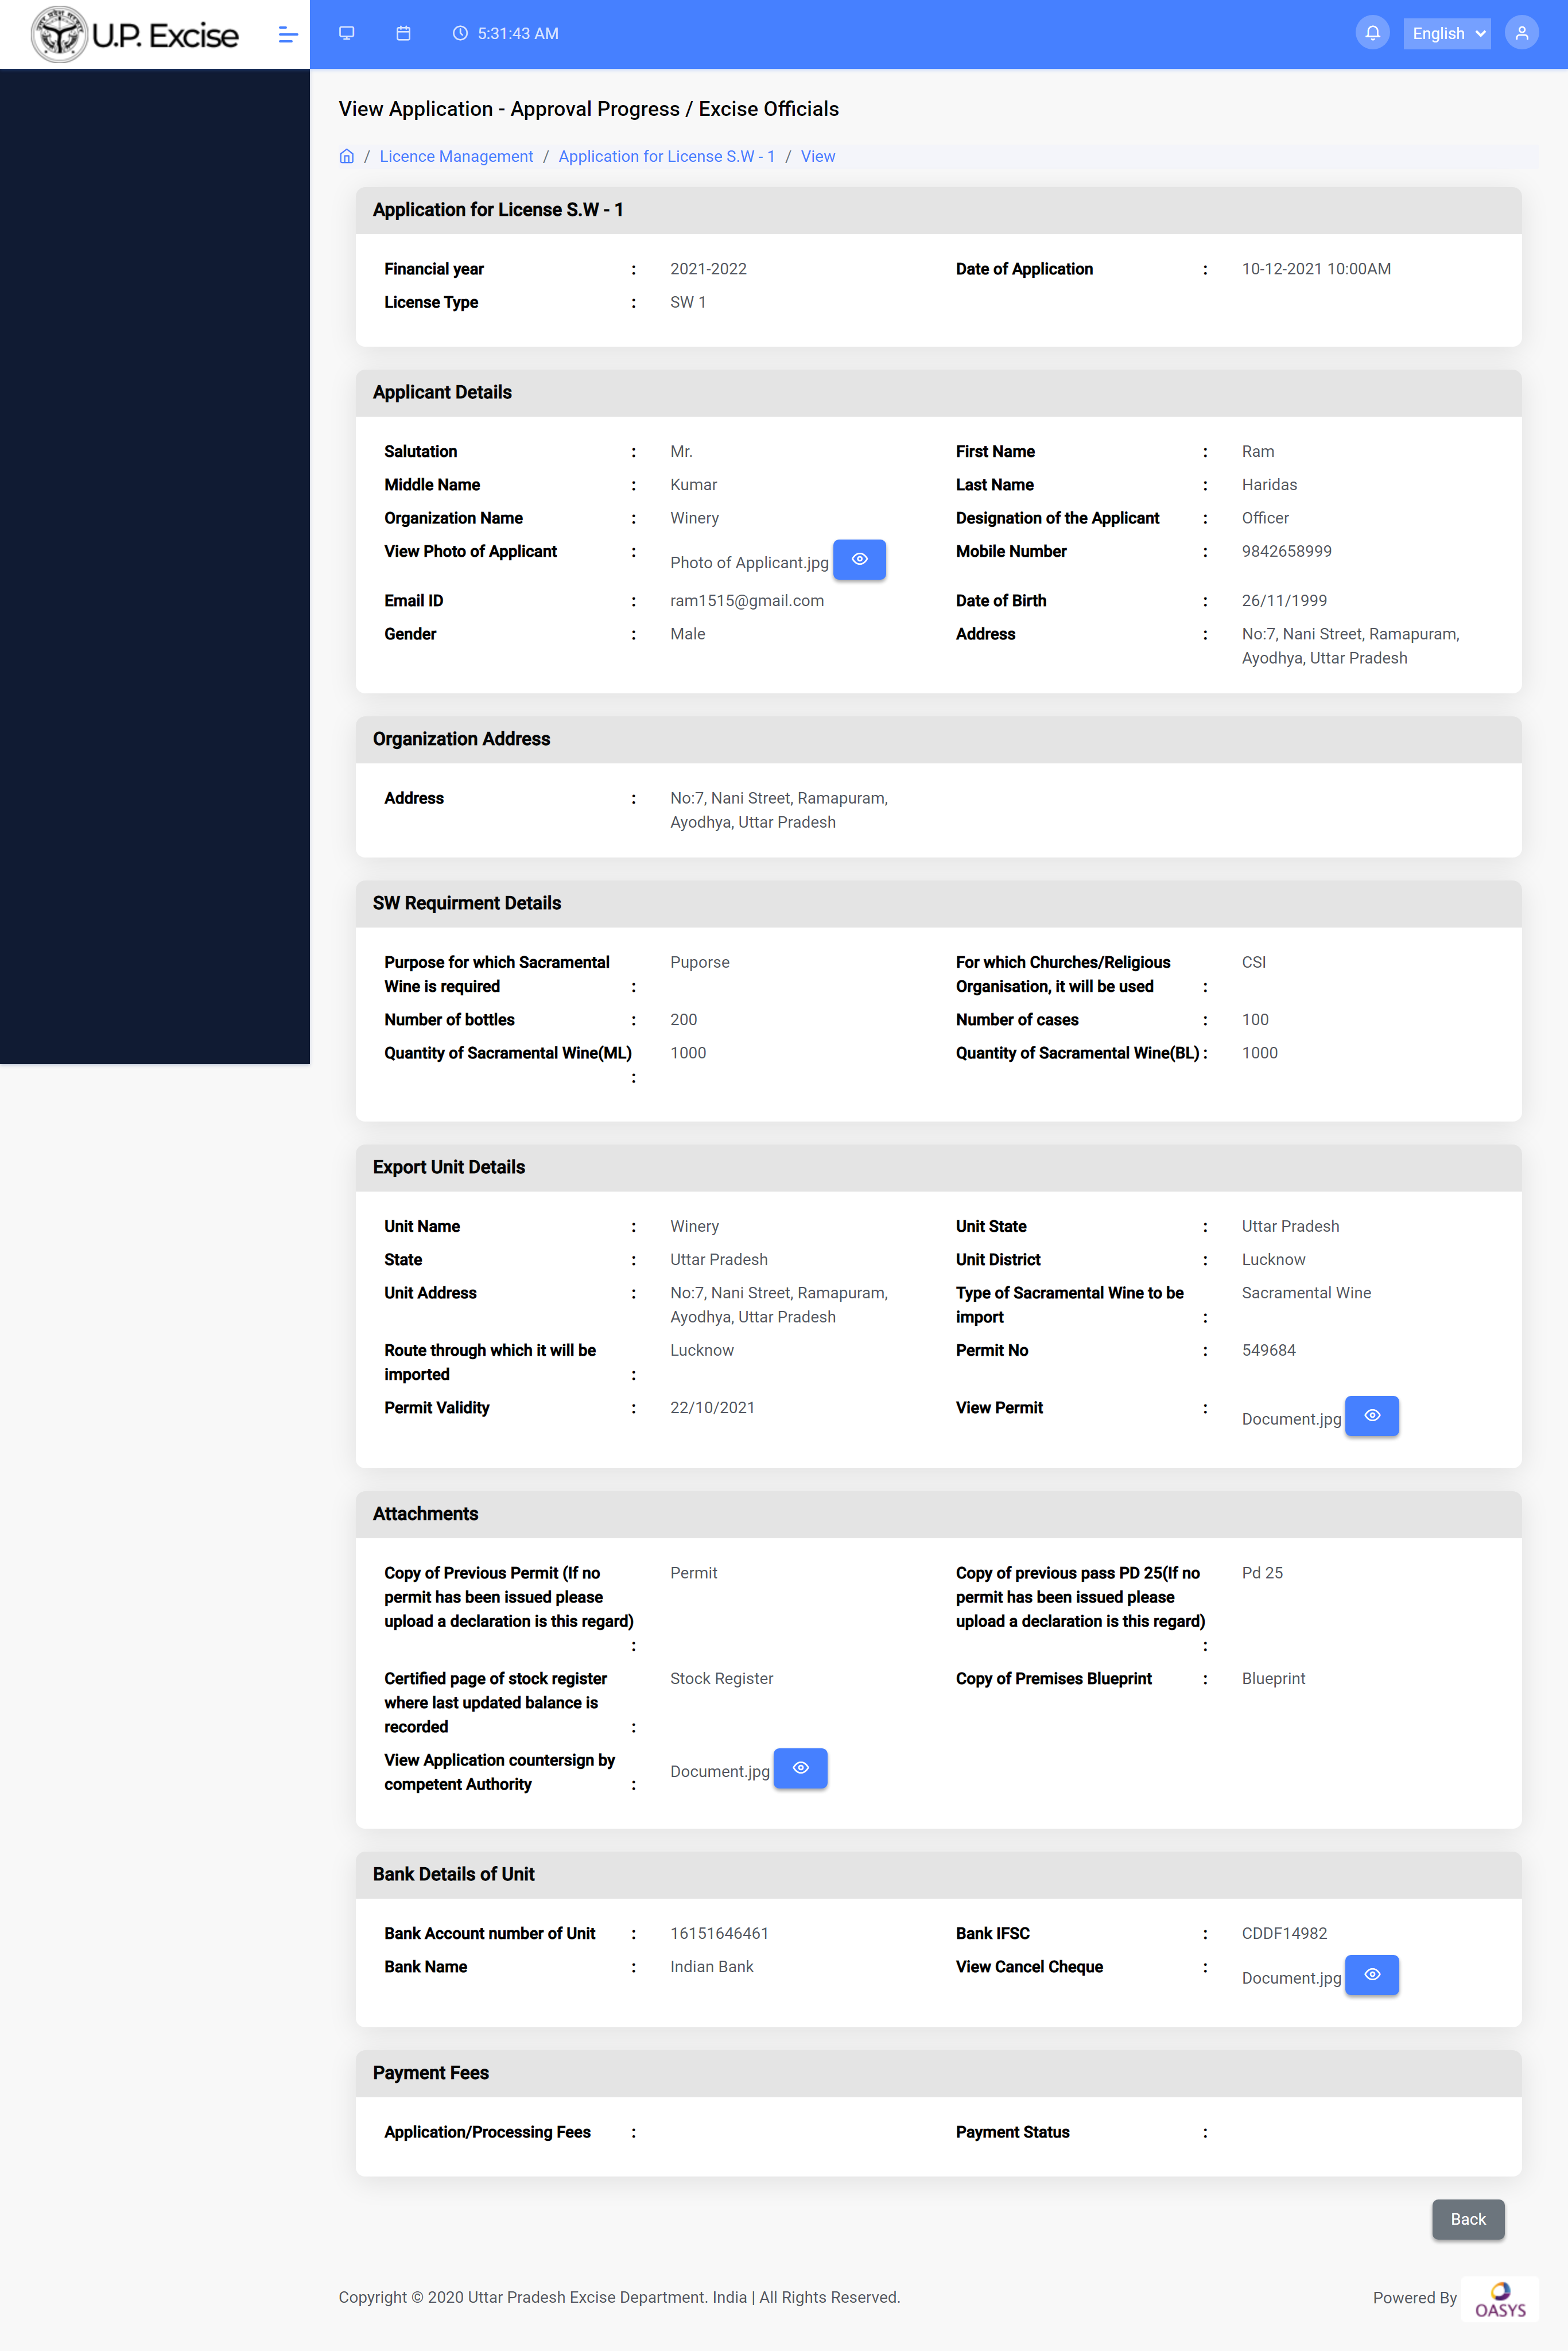 U.P. Excise
5:31:43 AM
English
View Application - Approval Progress / Excise Officials
/ Licence Management / Application for License S.W - 1 / View
Application for License S.W - 1
Financial year : 2021-2022 Date of Application : 10-12-2021 10:00AM
License Type : SW 1
Applicant Details
Salutation : Mr. First Name : Ram
Middle Name : Kumar Last Name : Haridas
Organization Name : Winery Designation of the Applicant : Officer
View Photo of Applicant : Photo of Applicant.jpg Mobile Number : 9842658999
Email ID : ram1515@gmail.com Date of Birth : 26/11/1999
Gender : Male Address : No:7, Nani Street, Ramapuram,
Ayodhya, Uttar Pradesh
Organization Address
Address : No:7, Nani Street, Ramapuram,
Ayodhya, Uttar Pradesh
SW Requirment Details
Purpose for which Sacramental Puporse For which Churches/Religious CSI
Wine is required : Organisation, it will be used :
Number of bottles : 200 Number of cases : 100
Quantity of Sacramental Wine(ML) 1000 Quantity of Sacramental Wine(BL) : 1000
:
Export Unit Details
Unit Name : Winery Unit State : Uttar Pradesh
State : Uttar Pradesh Unit District : Lucknow
Unit Address : No:7, Nani Street, Ramapuram, Type of Sacramental Wine to be Sacramental Wine
Ayodhya, Uttar Pradesh import :
Route through which it will be Lucknow Permit No : 549684
imported :
Permit Validity : 22/10/2021 View Permit : Document.jpg
Attachments
Copy of Previous Permit (If no Permit Copy of previous pass PD 25(If no Pd 25
permit has been issued please permit has been issued please
upload a declaration is this regard) upload a declaration is this regard)
: :
Certified page of stock register Stock Register Copy of Premises Blueprint : Blueprint
where last updated balance is
recorded :
View Application countersign by Document.jpg
competent Authority :
Bank Details of Unit
Bank Account number of Unit : 16151646461 Bank IFSC : CDDF14982
Bank Name : Indian Bank View Cancel Cheque : Document.jpg
Payment Fees
Application/Processing Fees : Payment Status :
Back
Copyright © 2020 Uttar Pradesh Excise Department. India | All Rights Reserved. Powered By OASYS